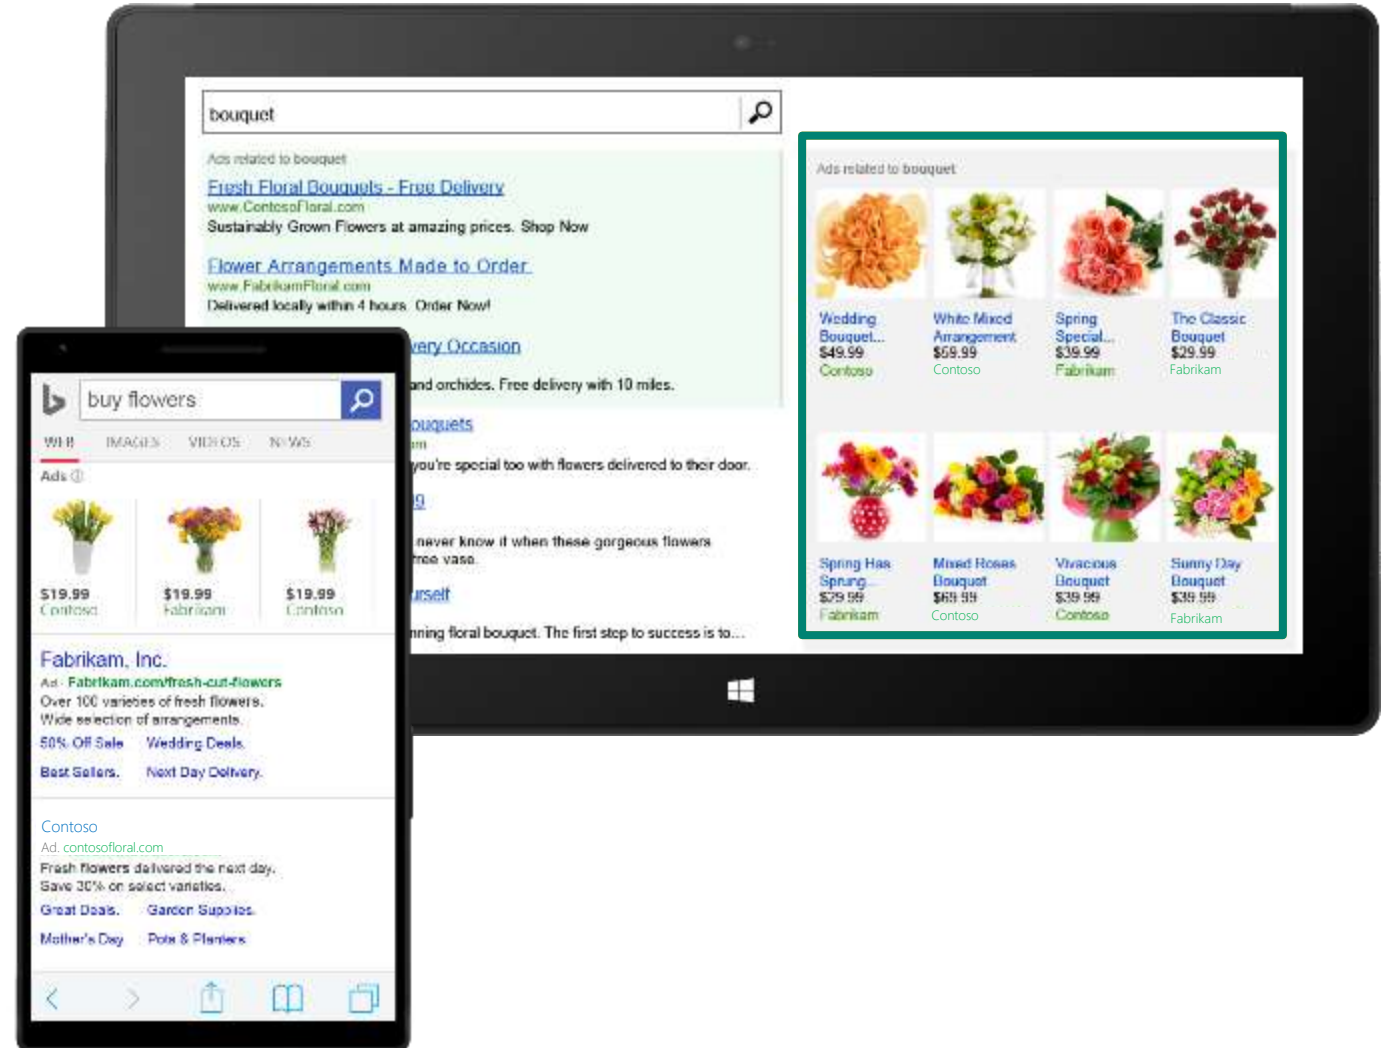 bouquet
Ads related to bouquet
Fresh Floral Bouquets - Free Delivery
www.ContosoFloral.com
Sustainably Grown Flowers at amazing prices. Shop Now
Flower Arrangements Made to Order
www.FabrikamFloral.com
Delivered locally within 4 hours. Order Now!
very Occasion
and orchides. Free delivery with 10 miles.
ouquets
om
you're special too with flowers delivered to their door.
9
never know it when these gorgeous flowers
free vase.
urself
nning floral bouquet. The first step to success is to...
Ads related to bouquet
Wedding Bouquet...
$49.99
Contoso
White Mixed Arrangement
$59.99
Contoso
Spring Special...
$39.99
Fabrikam
The Classic Bouquet
$29.99
Fabrikam
Spring Has Sprung...
$29.99
Fabrikam
Mixed Roses Bouquet
$69.99
Contoso
Vivacious Bouquet
$39.99
Contoso
Sunny Day Bouquet
$39.99
Fabrikam
buy flowers
WEB IMAGES VIDEOS NEWS
Ads
$19.99 $19.99 $19.99
Contoso Fabrikam Contoso
Fabrikam, Inc.
Ad · Fabrikam.com/fresh-cut-flowers
Over 100 varieties of fresh flowers.
Wide selection of arrangements.
50% Off Sale Wedding Deals.
Best Sellers. Next Day Delivery.
Contoso
Ad. contosofloral.com
Fresh flowers delivered the next day.
Save 30% on select varieties.
Great Deals. Garden Supplies.
Mother's Day Pots & Planters